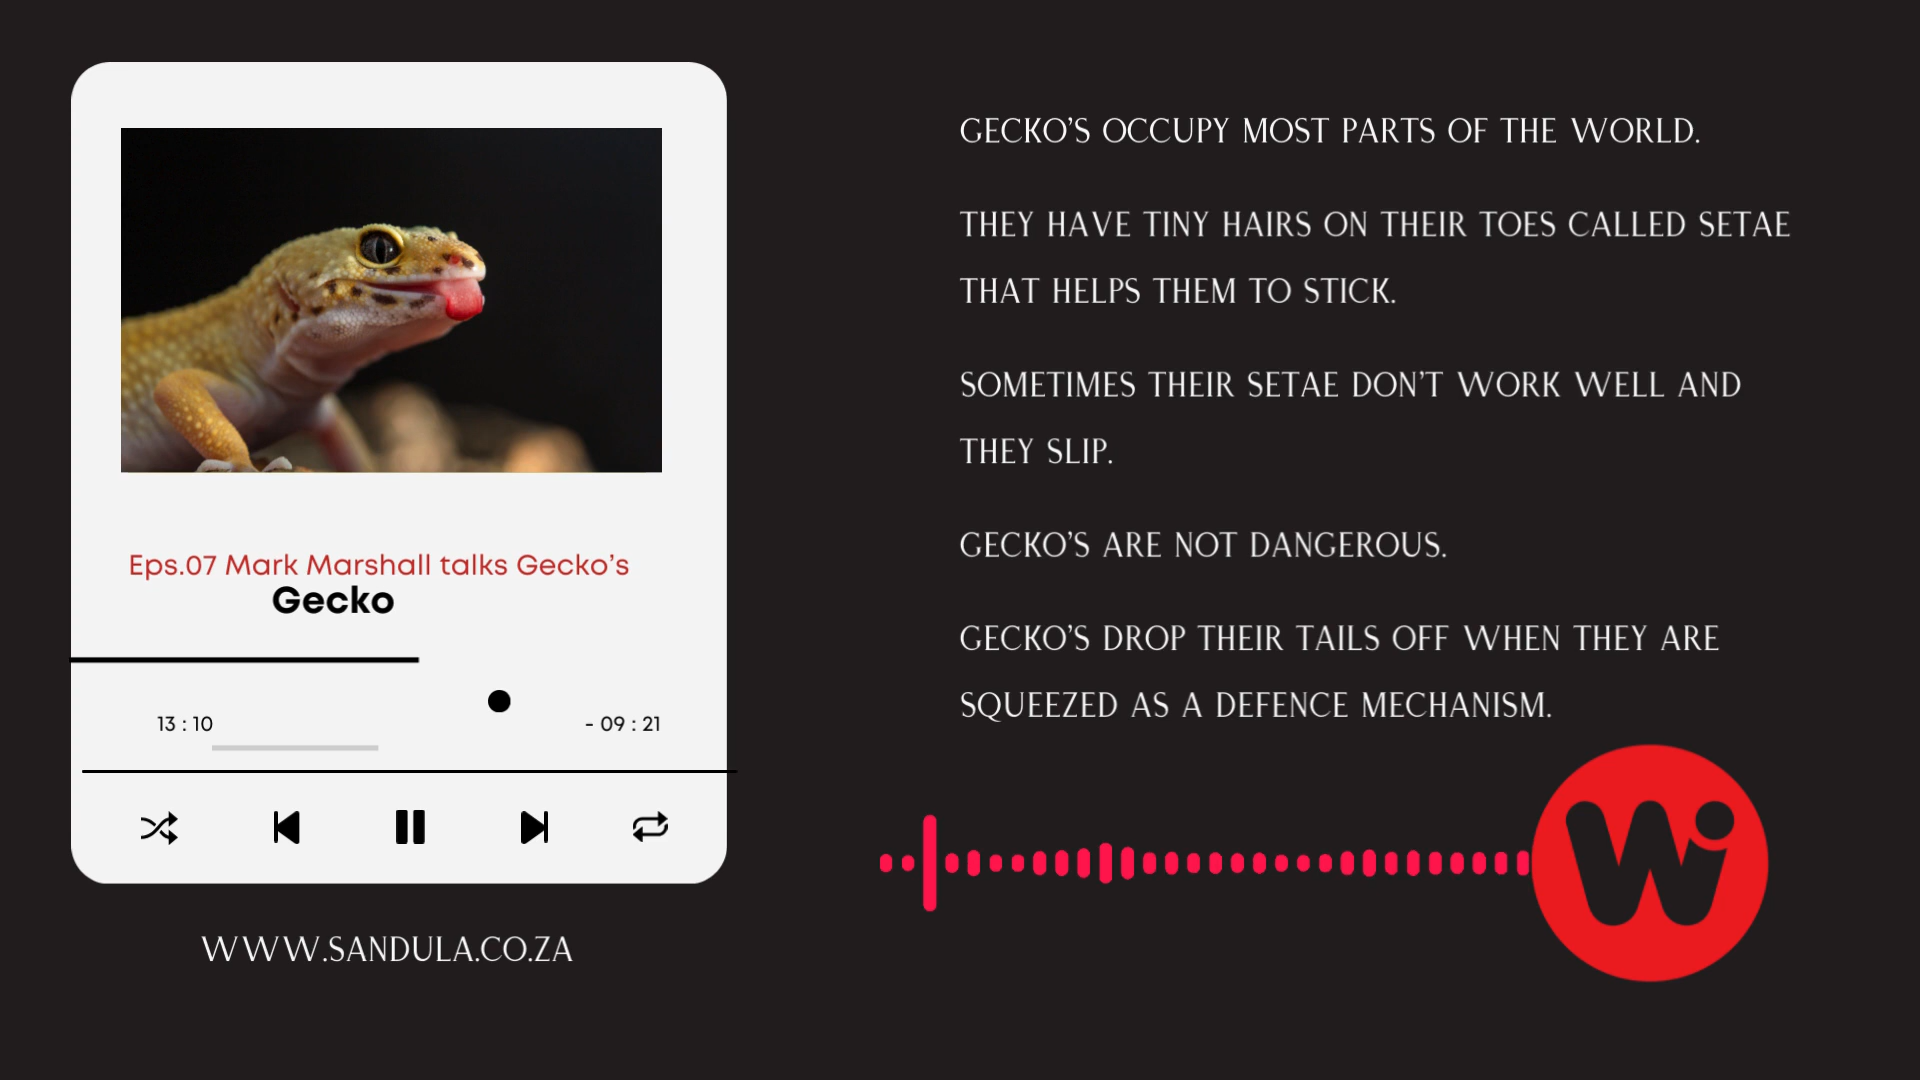 Eps.07 Mark Marshall talks Gecko’s
Gecko
13 : 10
- 09 : 21
WWW.SANDULA.CO.ZA
GECKO’S OCCUPY MOST PARTS OF THE WORLD.
THEY HAVE TINY HAIRS ON THEIR TOES CALLED SETAE
THAT HELPS THEM TO STICK.
SOMETIMES THEIR SETAE DON’T WORK WELL AND
THEY SLIP.
GECKO’S ARE NOT DANGEROUS.
GECKO’S DROP THEIR TAILS OFF WHEN THEY ARE
SQUEEZED AS A DEFENCE MECHANISM.
Wi